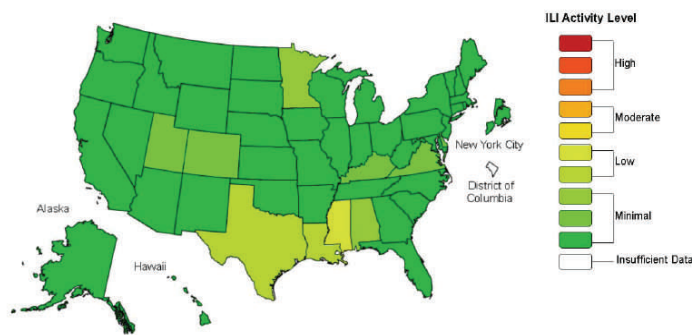 ILI Activity Level
High
Moderate
Low
Minimal
Insufficient Data
New York City
District of
Columbia
Alaska
Hawaii